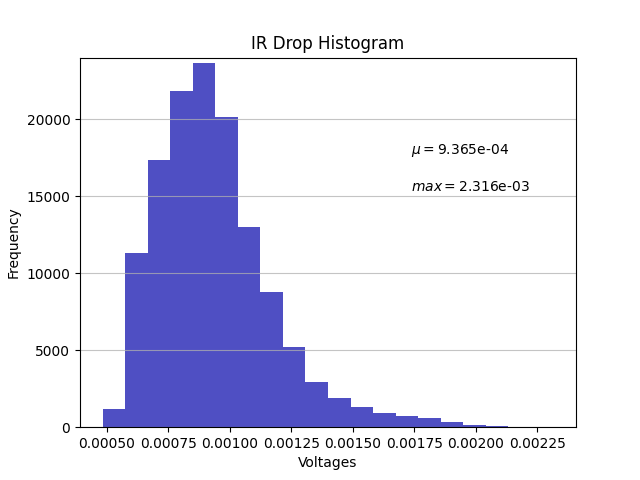 IR Drop Histogram
20000
15000
10000
5000
0
Frequency
μ = 9.365e-04
max = 2.316e-03
0.00050 0.00075 0.00100 0.00125 0.00150 0.00175 0.00200 0.00225
Voltages